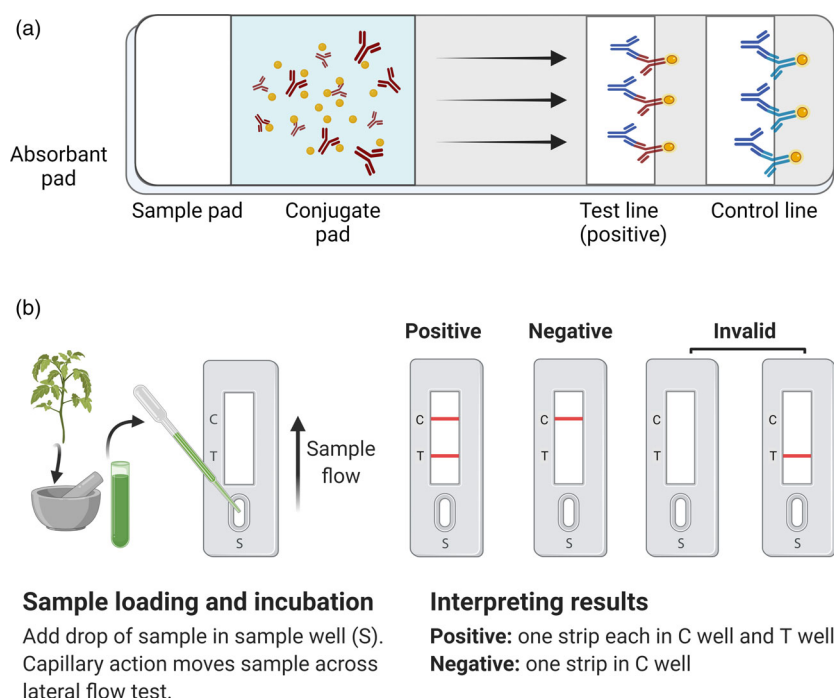 (a)
Absorbant
pad
Sample pad
Conjugate
pad
Test line
(positive)
Control line
(b)
Positive
Negative
Invalid
C
T
S
Sample
flow
C
T
S
C
T
S
C
T
S
C
T
S
Sample loading and incubation
Add drop of sample in sample well (S).
Capillary action moves sample across
lateral flow test.
Interpreting results
Positive: one strip each in C well and T well
Negative: one strip in C well